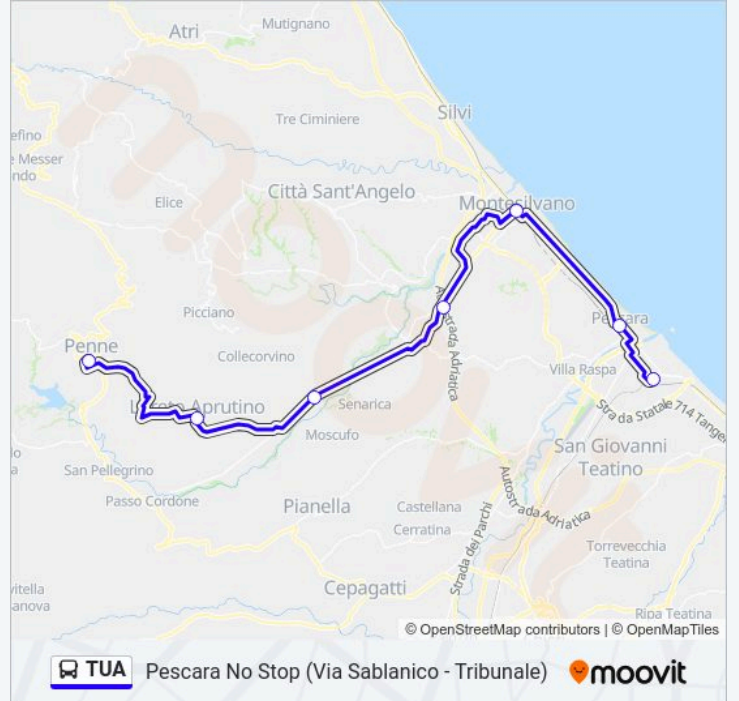 Mutignano
Atri
Silvi
Tre Ciminiere
efino
e Messer
ndo
Città Sant'Angelo
Elice
Montesilvano
Picciano
Autostrada Adriatica
Pescara
Penne
Collecorvino
Villa Raspa
Loreto Aprutino
Senarica
Strada Statale 714 Tange
Moscufo
San Giovanni
Teatino
San Pellegrino
Passo Cordone
Autostrada Adriatica
Pianella
Castellana
Cerratina
Strada dei Parchi
Torrevecchia
Teatina
Cepagatti
vitella
anova
Ripa Teatina
© OpenStreetMap contributors | © OpenMapTiles
TUA
Pescara No Stop (Via Sablanico - Tribunale)
moovit